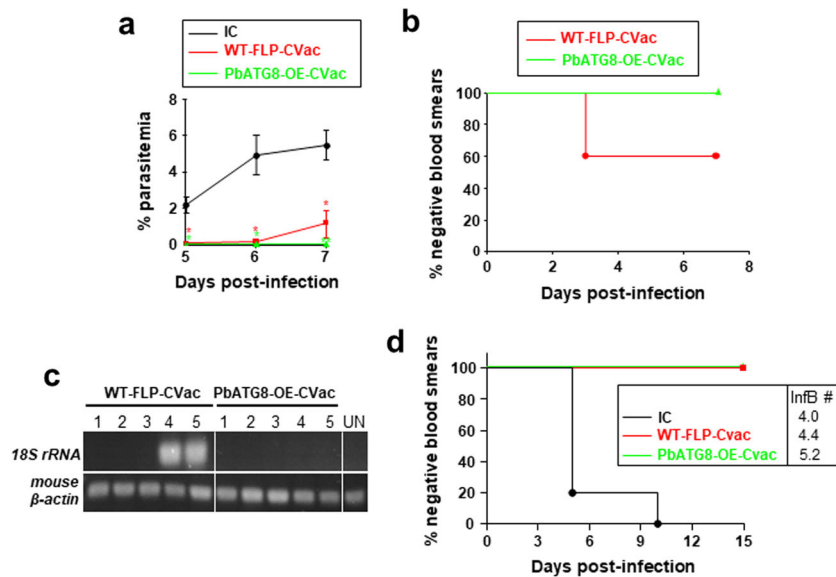 a
IC
WT-FLP-CVac
PbATG8-OE-CVac
% parasitemia
8
6
4
2
0
5 6 7
Days post-infection
b
WT-FLP-CVac
PbATG8-OE-CVac
% negative blood smears
100
80
60
40
20
0
0 2 4 6 8
Days post-infection
c
WT-FLP-CVac PbATG8-OE-CVac
1 2 3 4 5 1 2 3 4 5 UN
18S rRNA
mouse
β-actin
d
% negative blood smears
100
80
60
40
20
0
0 3 6 9 12 15
Days post-infection
InfB #
IC 4.0
WT-FLP-Cvac 4.4
PbATG8-OE-Cvac 5.2